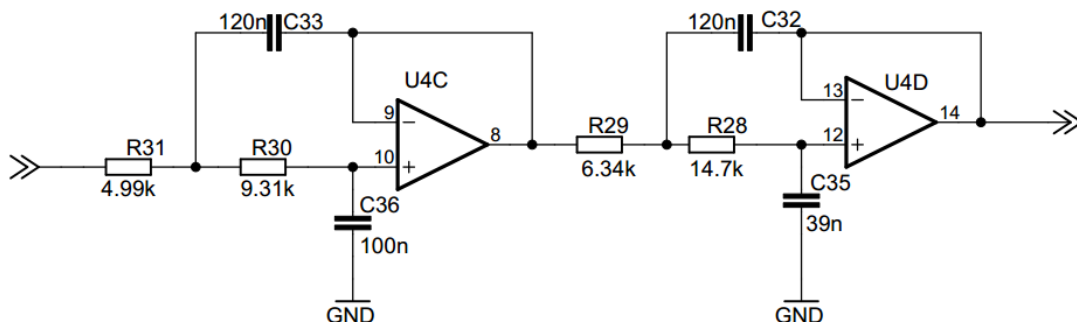 120n
C33
120n
C32
U4C
U4D
9
13
8
14
R31
R30
10
R29
R28
12
4.99k
9.31k
6.34k
14.7k
C36
C35
100n
39n
GND
GND